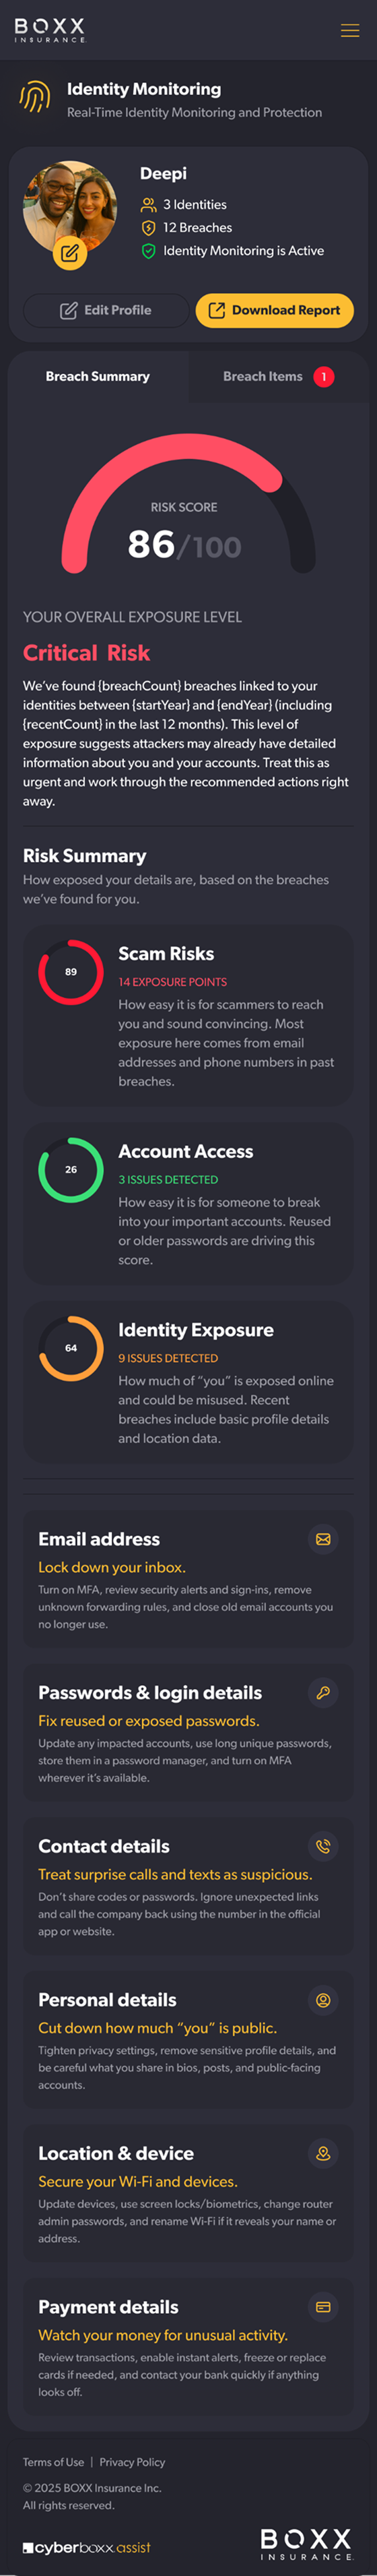 BOXX
INSURANCE
Identity Monitoring
Real-Time Identity Monitoring and Protection
Deepi
3 Identities
12 Breaches
Identity Monitoring is Active
Edit Profile
Download Report
Breach Summary
Breach Items 1
RISK SCORE
86/100
YOUR OVERALL EXPOSURE LEVEL
Critical Risk
We've found {breachCount} breaches linked to your
identities between {startYear} and {endYear} (including
{recentCount} in the last 12 months). This level of
exposure suggests attackers may already have detailed
information about you and your accounts. Treat this as
urgent and work through the recommended actions right
away.
Risk Summary
How exposed your details are, based on the breaches
we've found for you.
89
Scam Risks
14 EXPOSURE POINTS
How easy it is for scammers to reach
you and sound convincing. Most
exposure here comes from email
addresses and phone numbers in past
breaches.
26
Account Access
3 ISSUES DETECTED
How easy it is for someone to break
into your important accounts. Reused
or older passwords are driving this
score.
64
Identity Exposure
9 ISSUES DETECTED
How much of “you” is exposed online
and could be misused. Recent
breaches include basic profile details
and location data.
Email address
Lock down your inbox.
Turn on MFA, review security alerts and sign-ins, remove
unknown forwarding rules, and close old email accounts you
no longer use.
Passwords & login details
Fix reused or exposed passwords.
Update any impacted accounts, use long unique passwords,
store them in a password manager, and turn on MFA
wherever it's available.
Contact details
Treat surprise calls and texts as suspicious.
Don't share codes or passwords. Ignore unexpected links
and call the company back using the number in the official
app or website.
Personal details
Cut down how much “you” is public.
Tighten privacy settings, remove sensitive profile details, and
be careful what you share in bios, posts, and public-facing
accounts.
Location & device
Secure your Wi-Fi and devices.
Update devices, use screen locks/biometrics, change router
admin passwords, and rename Wi-Fi if it reveals your name or
address.
Payment details
Watch your money for unusual activity.
Review transactions, enable instant alerts, freeze or replace
cards if needed, and contact your bank quickly if anything
looks off.
Terms of Use | Privacy Policy
© 2025 BOXX Insurance Inc.
All rights reserved.
cyberboxx assist
BOXX
INSURANCE